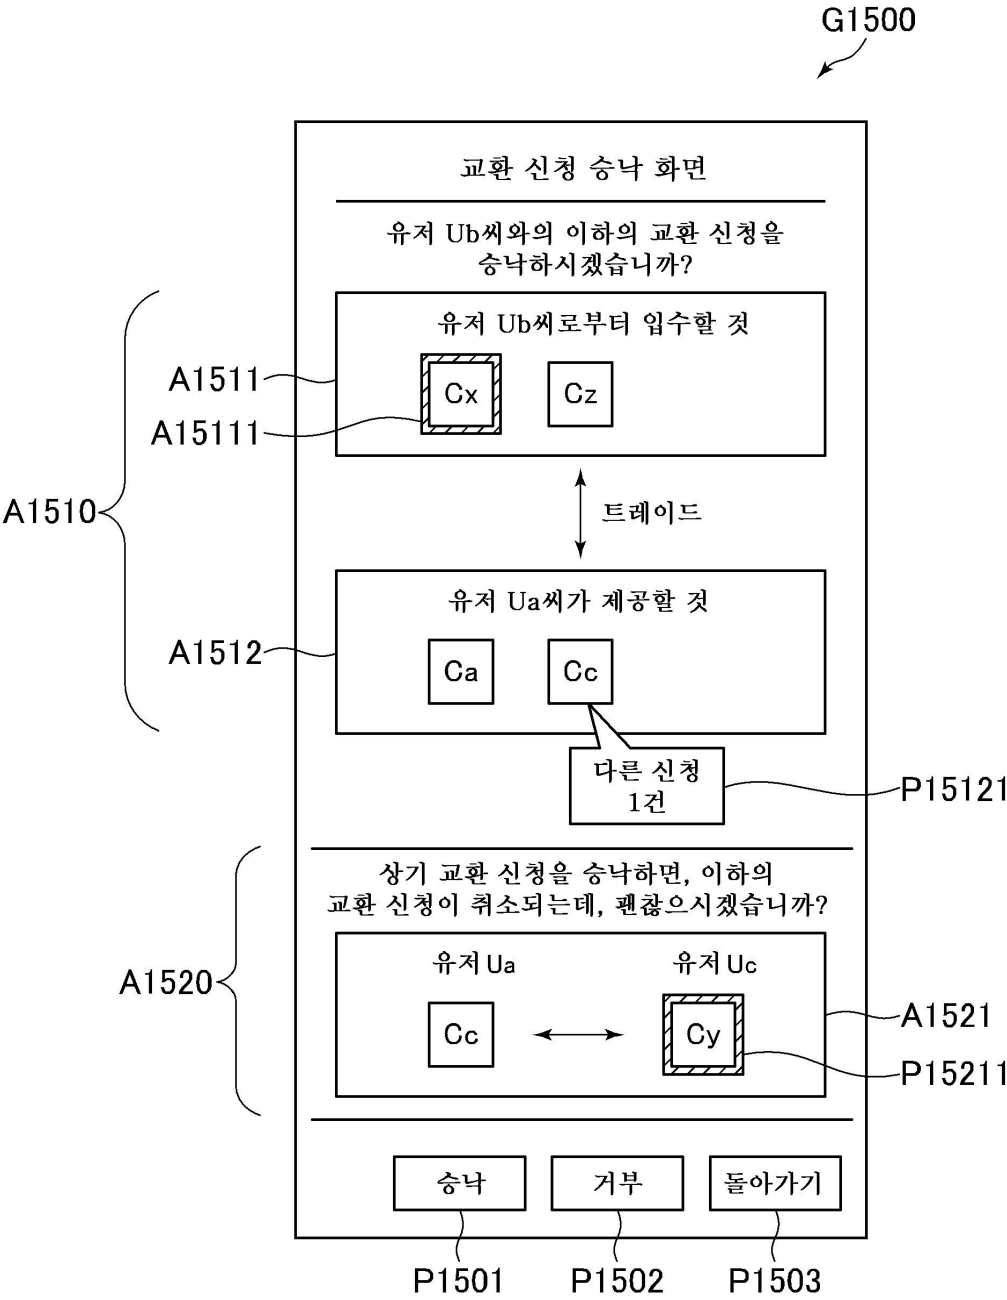 G1500
교환 신청 승낙 화면
유저 Ub씨와의 이하의 교환 신청을
승낙하시겠습니까?
유저 Ub씨로부터 입수할 것
A1511
Cx
Cz
A15111
A1510
트레이드
유저 Ua씨가 제공할 것
A1512
Ca
Cc
다른 신청
1건
P15121
상기 교환 신청을 승낙하면, 이하의
교환 신청이 취소되는데, 괜찮으시겠습니까?
A1520
유저 Ua
유저 Uc
Cc
Cy
A1521
P15211
승낙
거부
돌아가기
P1501
P1502
P1503